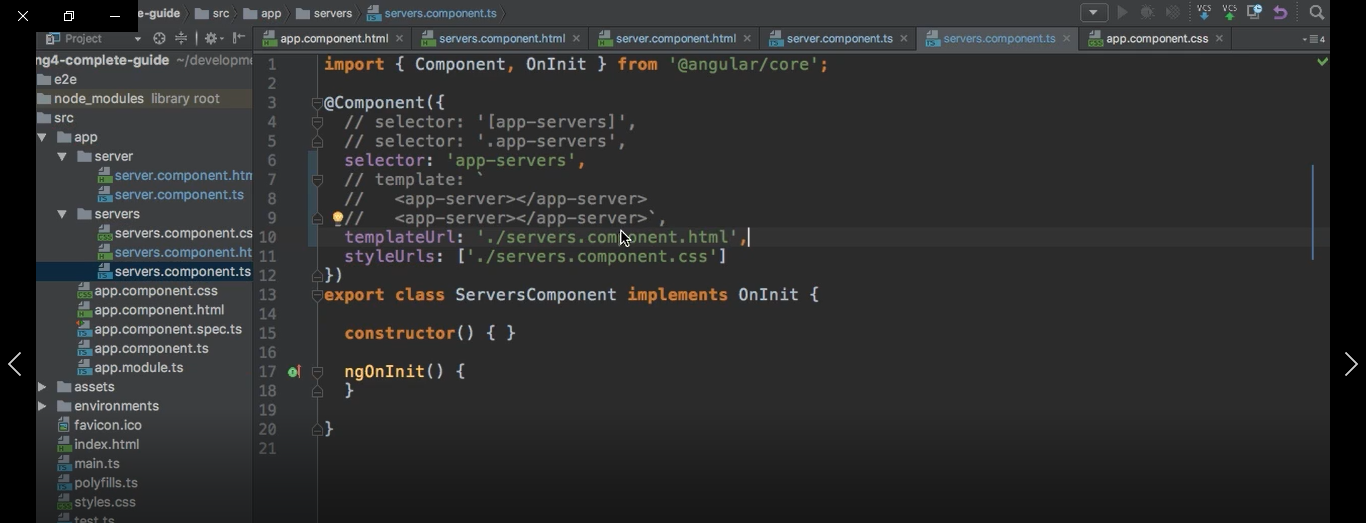 e-guide src app servers servers.component.ts
Project
app.component.html servers.component.html server.component.html server.component.ts servers.component.ts app.component.css 4
VCS VCS
ng4-complete-guide ~/developme
e2e
node_modules library root
src
app
server
server.component.htm
server.component.ts
servers
servers.component.cs
servers.component.ht
servers.component.ts
app.component.css
app.component.html
app.component.spec.ts
app.component.ts
app.module.ts
assets
environments
favicon.ico
index.html
main.ts
polyfills.ts
styles.css
test.ts
1 import { Component, OnInit } from '@angular/core';
2
3 @Component({
4 // selector: '[app-servers]',
5 // selector: '.app-servers',
6 selector: 'app-servers',
7 // template: `
8 // <app-server></app-server>
9 // <app-server></app-server>`,
10 templateUrl: './servers.component.html',
11 styleUrls: ['./servers.component.css']
12 })
13 export class ServersComponent implements OnInit {
14
15 constructor() { }
16
17 ngOnInit() {
18 }
19
20 }
21